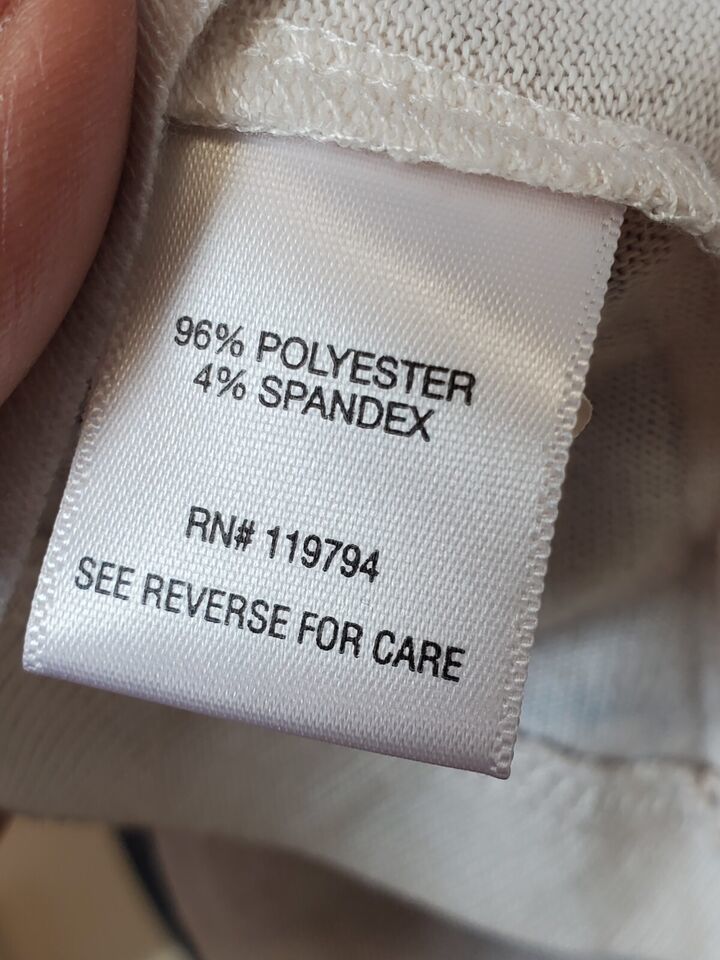 96% POLYESTER
4% SPANDEX
RN# 119794
SEE REVERSE FOR CARE